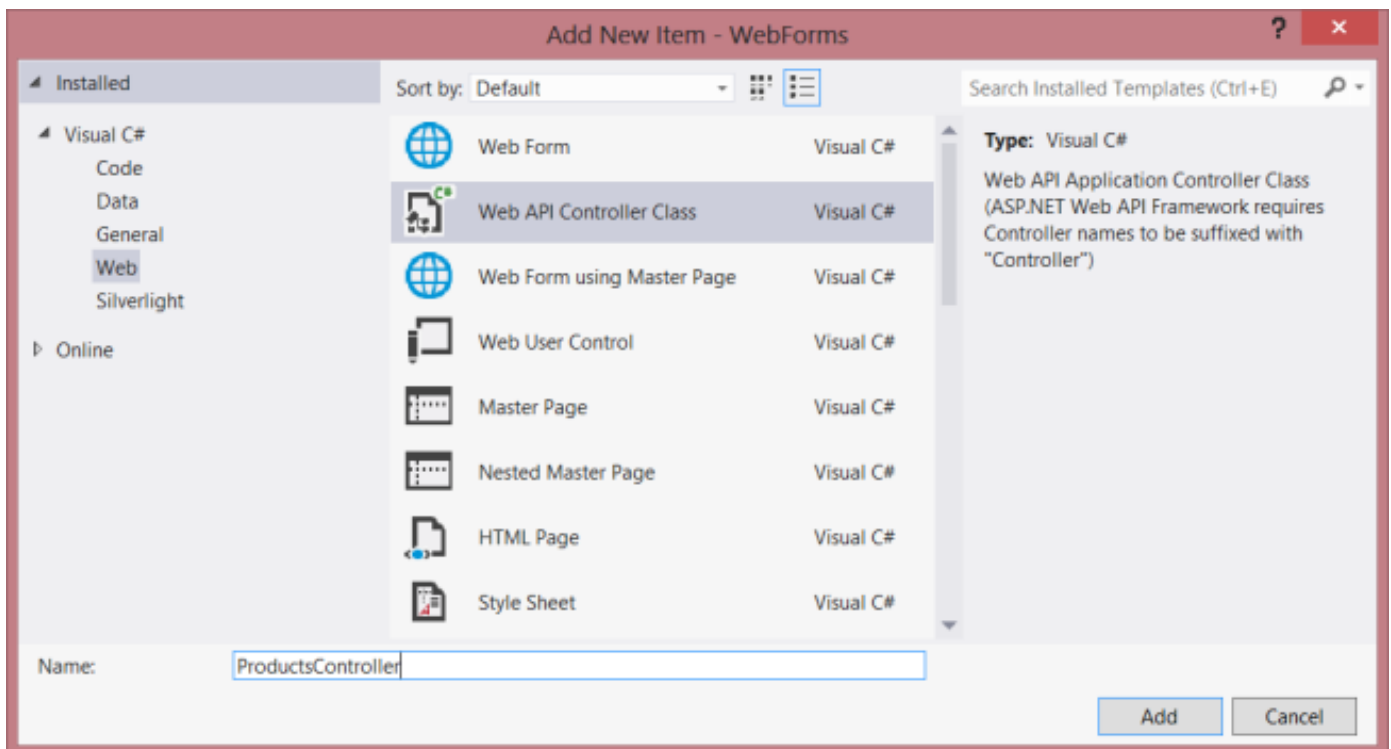 Add New Item - WebForms
? ×
Installed
Visual C#
Code
Data
General
Web
Silverlight
Online
Sort by: Default
Web Form Visual C#
C#
Web API Controller Class Visual C#
Web Form using Master Page Visual C#
Web User Control Visual C#
Master Page Visual C#
Nested Master Page Visual C#
HTML Page Visual C#
Style Sheet Visual C#
Search Installed Templates (Ctrl+E)
Type: Visual C#
Web API Application Controller Class
(ASP.NET Web API Framework requires
Controller names to be suffixed with
"Controller")
Name: ProductsController
Add Cancel